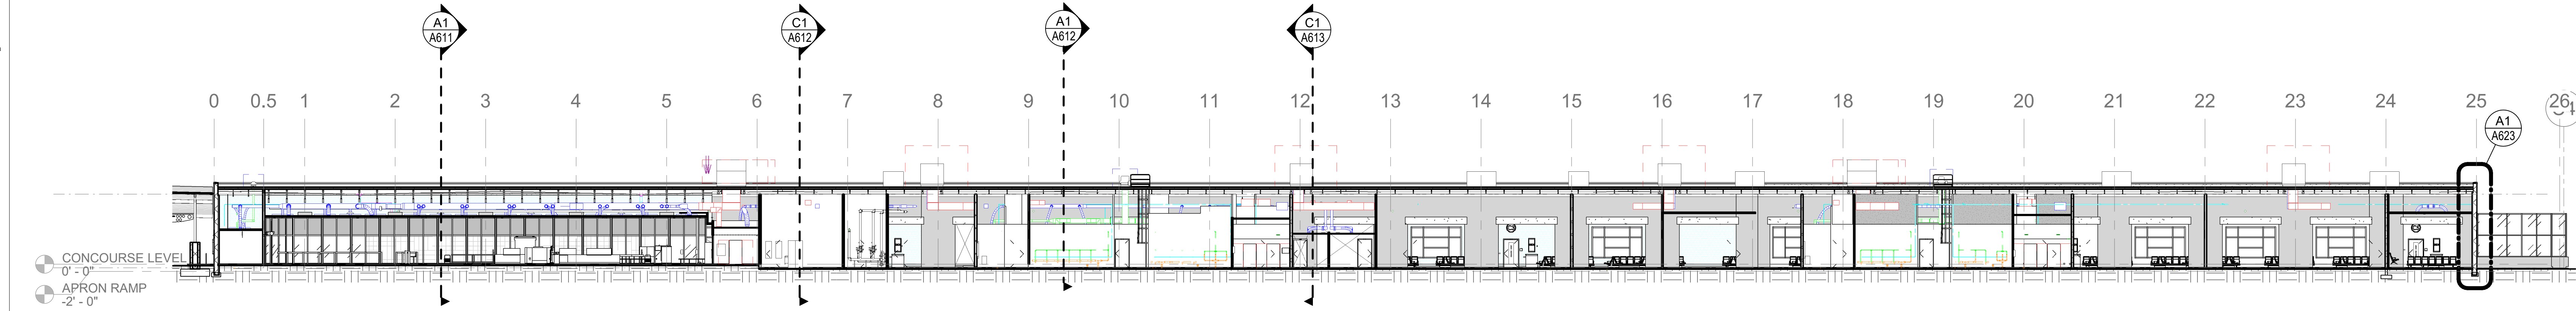 A1
A611
C1
A612
A1
A612
C1
A613
0 0.5 1 2 3 4 5 6 7 8 9 10 11 12 13 14 15 16 17 18 19 20 21 22 23 24 25 26
A1
A623
CONCOURSE LEVEL
0' - 0"
APRON RAMP
-2' - 0"